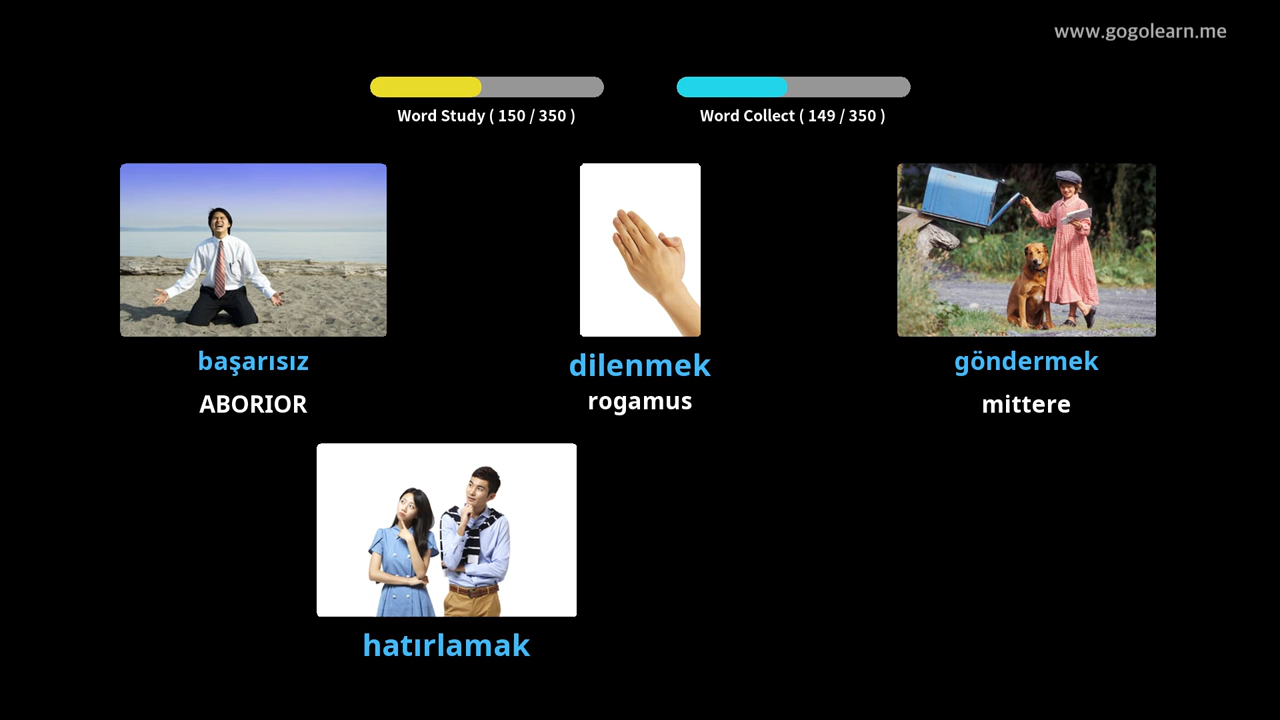 www.gogolearn.me
Word Study ( 150 / 350 )
Word Collect ( 149 / 350 )
başarısız
dilenmek
göndermek
ABORIOR
rogamus
mittere
hatırlamak